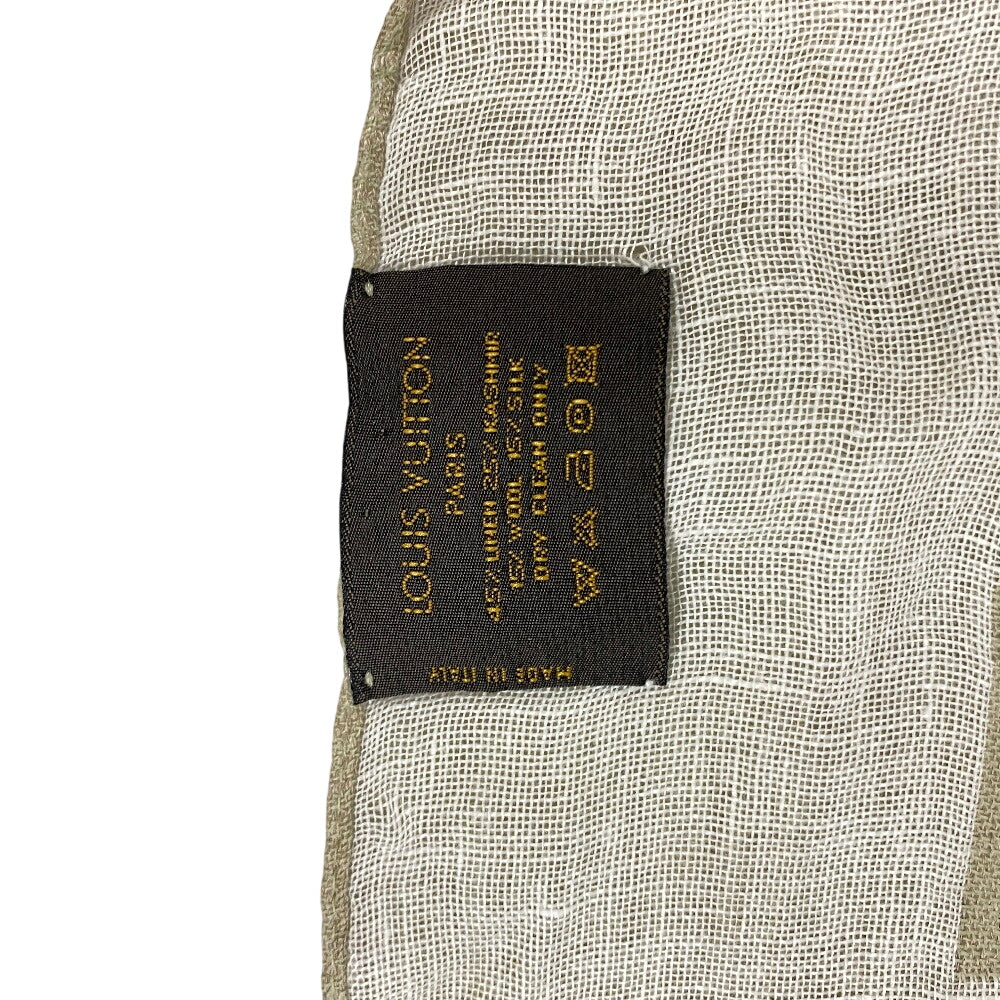 LOUIS VUITTON
PARIS
45% LINEN 25% KASHMIR
15% WOOL 15% SILK
DRY CLEAN ONLY
MADE IN ITALY